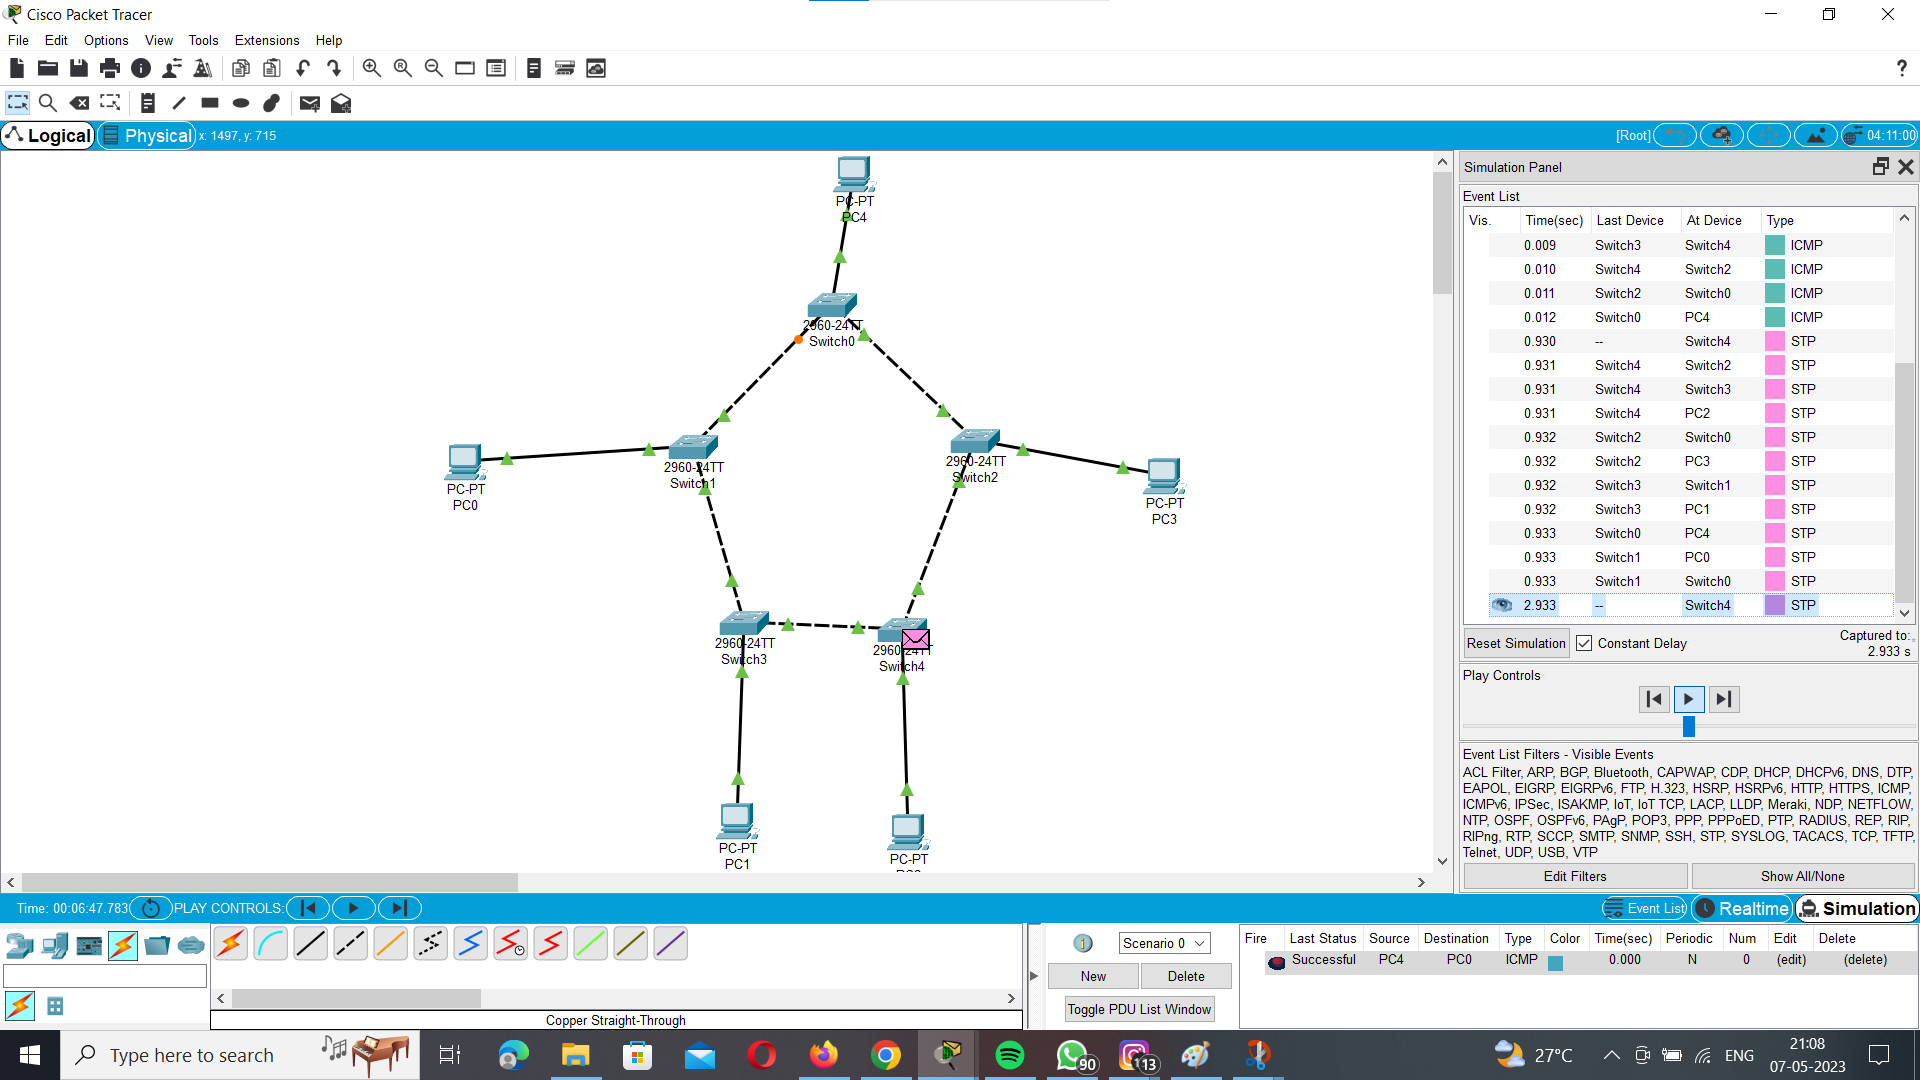 Cisco Packet Tracer
File Edit Options View Tools Extensions Help
Logical Physical x: 1497, y: 715
[Root] 04:11:00
PC-PT
PC4
2960-24TT
Switch0
2960-24TT
Switch1
2960-24TT
Switch2
PC-PT
PC0
PC-PT
PC3
2960-24TT
Switch3
2960-24TT
Switch4
PC-PT
PC1
PC-PT
Simulation Panel
Event List
Vis. Time(sec) Last Device At Device Type
0.009 Switch3 Switch4 ICMP
0.010 Switch4 Switch2 ICMP
0.011 Switch2 Switch0 ICMP
0.012 Switch0 PC4 ICMP
0.930 -- Switch4 STP
0.931 Switch4 Switch2 STP
0.931 Switch4 Switch3 STP
0.931 Switch4 PC2 STP
0.932 Switch2 Switch0 STP
0.932 Switch2 PC3 STP
0.932 Switch3 Switch1 STP
0.932 Switch3 PC1 STP
0.933 Switch0 PC4 STP
0.933 Switch1 PC0 STP
0.933 Switch1 Switch0 STP
2.933 -- Switch4 STP
Reset Simulation Constant Delay Captured to:
2.933 s
Play Controls
Event List Filters - Visible Events
ACL Filter, ARP, BGP, Bluetooth, CAPWAP, CDP, DHCP, DHCPv6, DNS, DTP,
EAPOL, EIGRP, EIGRPv6, FTP, H.323, HSRP, HSRPv6, HTTP, HTTPS, ICMP,
ICMPv6, IPSec, ISAKMP, IoT, IoT TCP, LACP, LLDP, Meraki, NDP, NETFLOW,
NTP, OSPF, OSPFv6, PAgP, POP3, PPP, PPPoED, PTP, RADIUS, REP, RIP,
RIPng, RTP, SCCP, SMTP, SNMP, SSH, STP, SYSLOG, TACACS, TCP, TFTP,
Telnet, UDP, USB, VTP
Edit Filters Show All/None
Time: 00:06:47.783 PLAY CONTROLS:
Event List Realtime Simulation
Copper Straight-Through
Scenario 0
New Delete
Toggle PDU List Window
Fire Last Status Source Destination Type Color Time(sec) Periodic Num Edit Delete
Successful PC4 PC0 ICMP 0.000 N 0 (edit) (delete)
Type here to search
90
113
27°C
ENG
21:08
07-05-2023